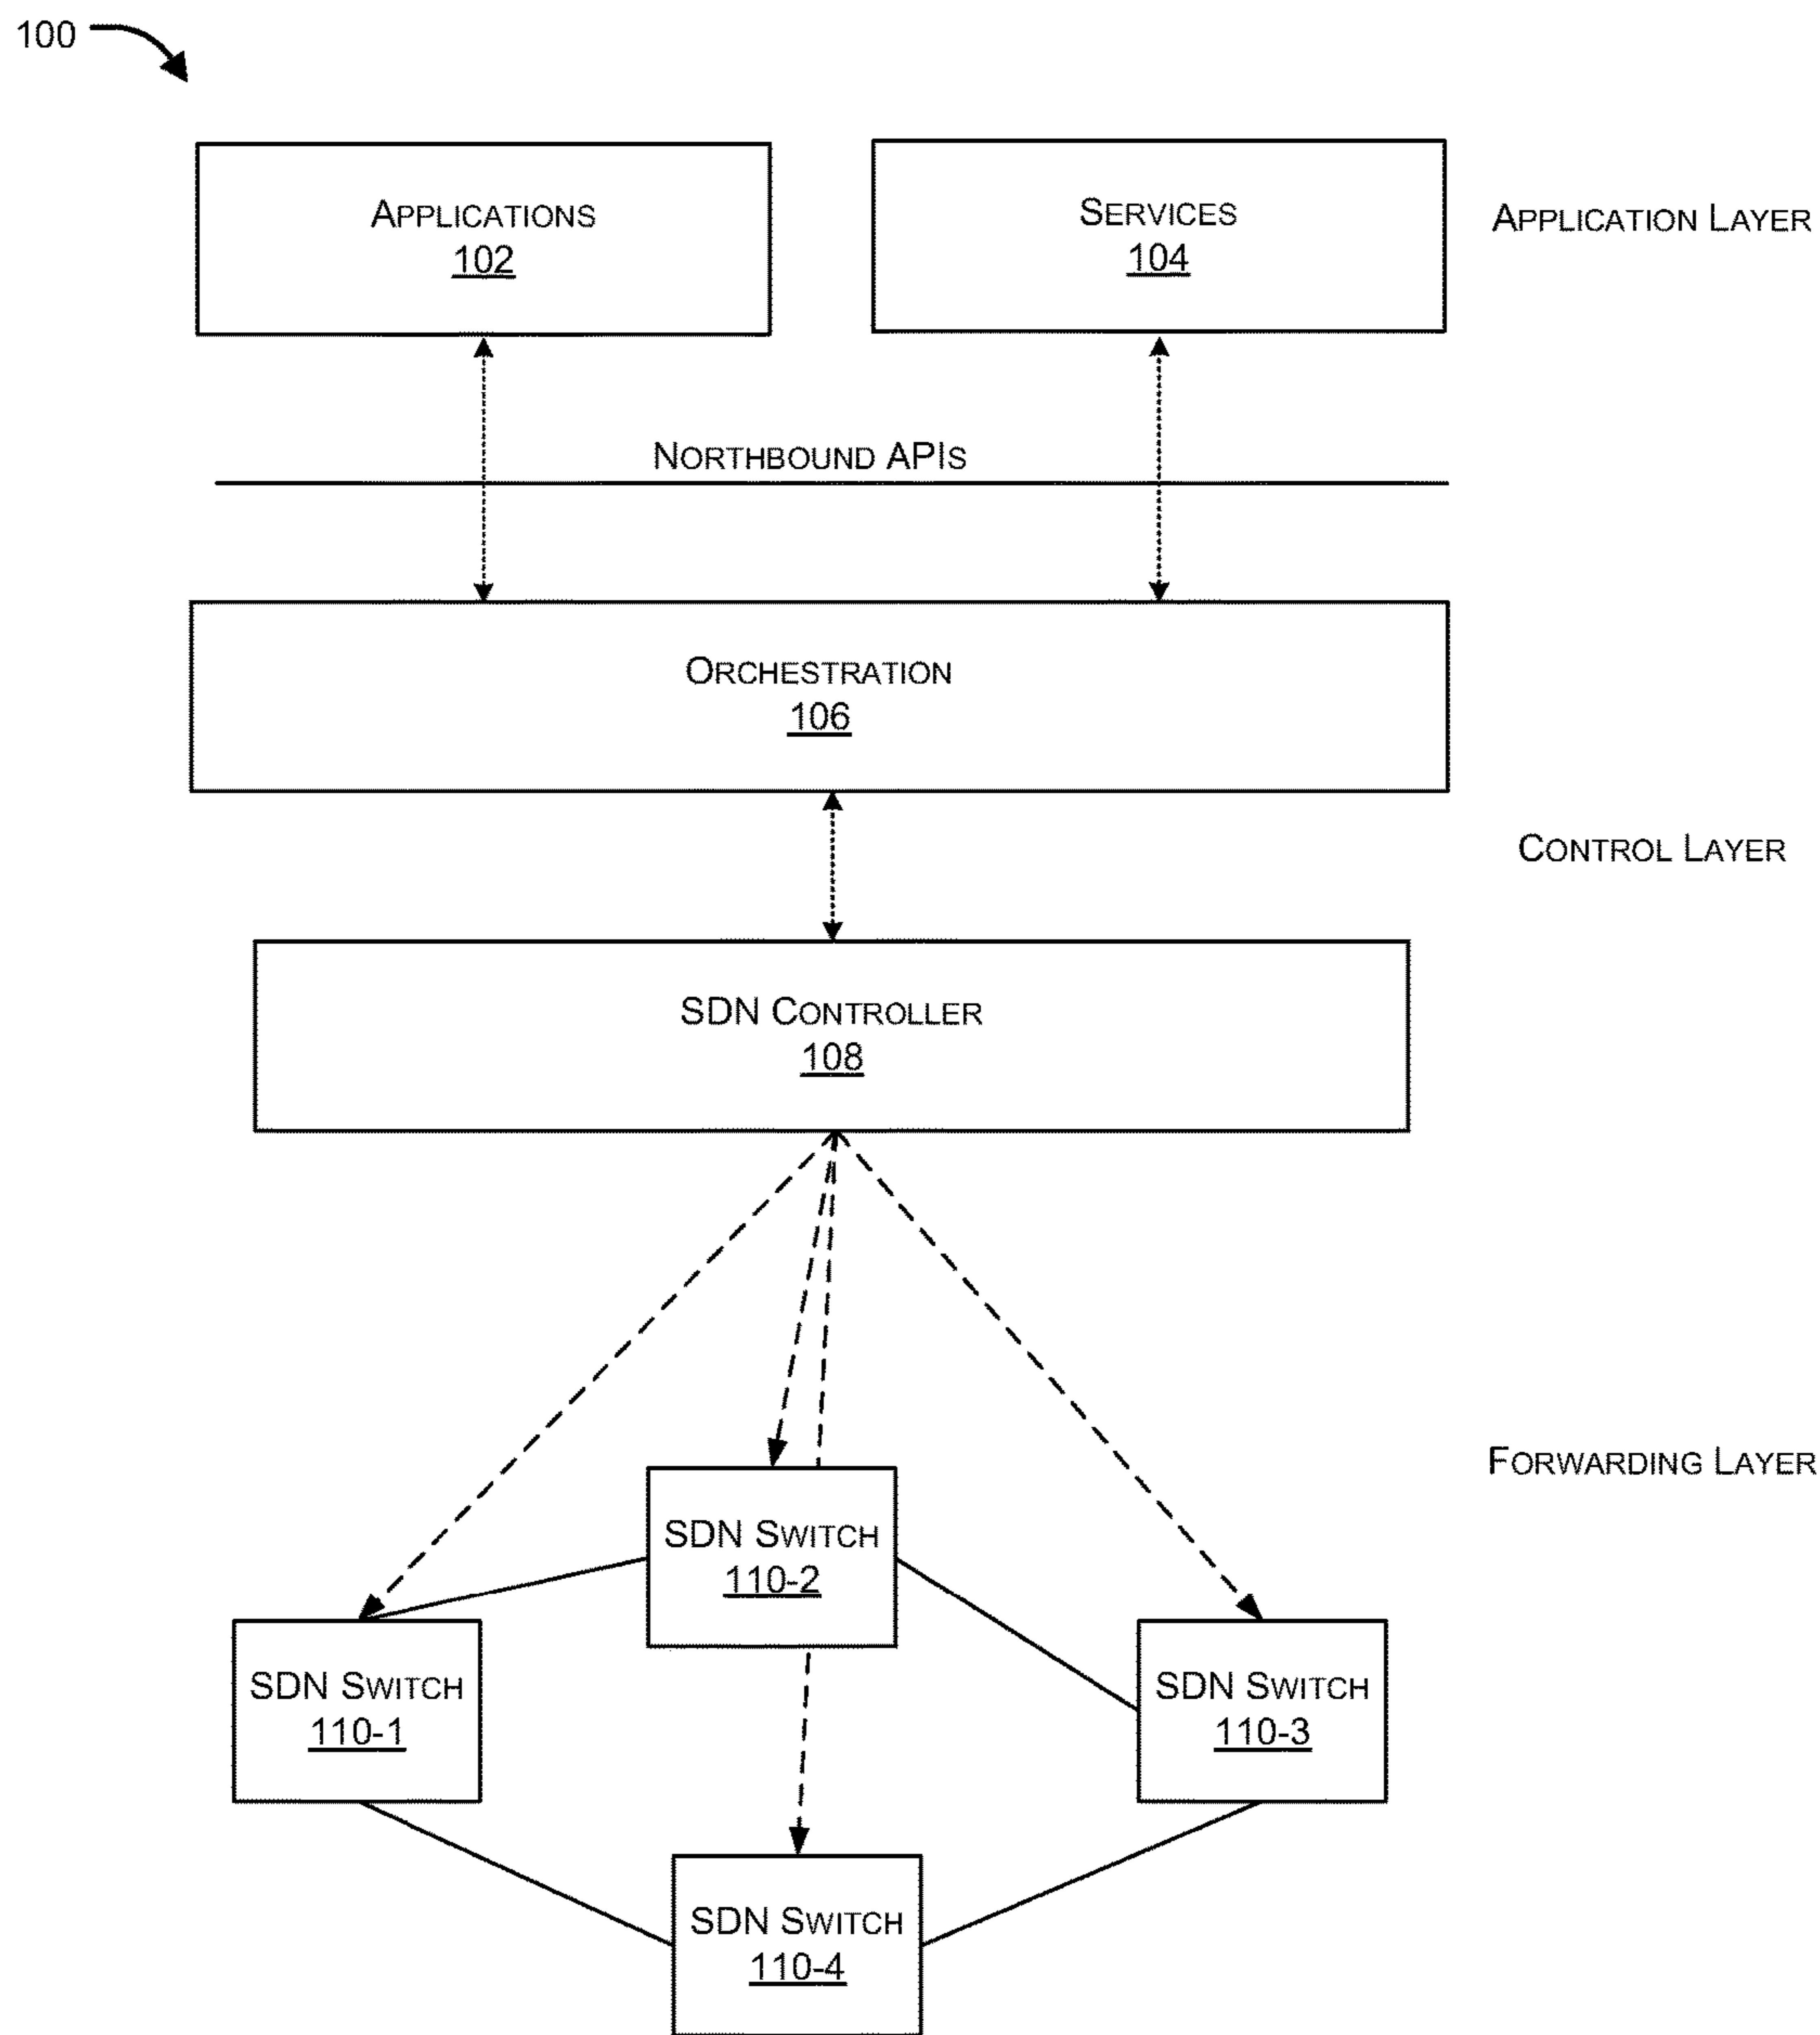 100
APPLICATIONS
102
SERVICES
104
APPLICATION LAYER
NORTHBOUND APIS
ORCHESTRATION
106
CONTROL LAYER
SDN CONTROLLER
108
FORWARDING LAYER
SDN SWITCH
110-2
SDN SWITCH
110-1
SDN SWITCH
110-3
SDN SWITCH
110-4